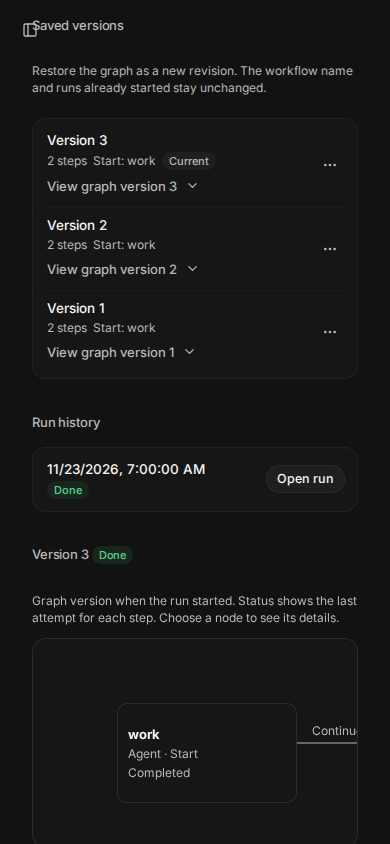 Saved versions
Restore the graph as a new revision. The workflow name
and runs already started stay unchanged.
Version 3
2 steps Start: work Current
...
View graph version 3
Version 2
2 steps Start: work
...
View graph version 2
Version 1
2 steps Start: work
...
View graph version 1
Run history
11/23/2026, 7:00:00 AM
Done
Open run
Version 3 Done
Graph version when the run started. Status shows the last
attempt for each step. Choose a node to see its details.
work
Agent · Start
Completed
Continu